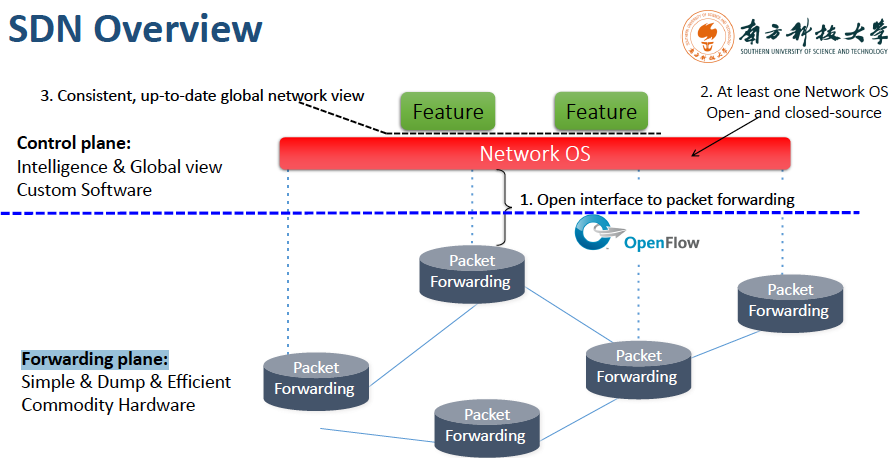 SDN Overview
南方科技大学
SOUTHERN UNIVERSITY OF SCIENCE AND TECHNOLOGY
3. Consistent, up-to-date global network view
Feature
Feature
2. At least one Network OS
Open- and closed-source
Control plane:
Intelligence & Global view
Custom Software
Network OS
1. Open interface to packet forwarding
OpenFlow
Packet
Forwarding
Packet
Forwarding
Packet
Forwarding
Forwarding plane:
Simple & Dump & Efficient
Commodity Hardware
Packet
Forwarding
Packet
Forwarding